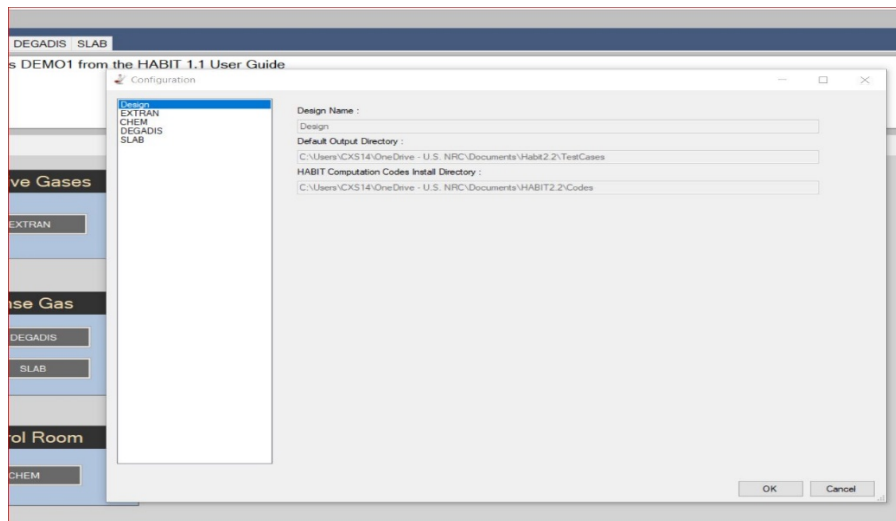 DEGADIS SLAB
s DEMO1 from the HABIT 1.1 User Guide
Configuration
Design
EXTRAN
CHEM
DEGADIS
SLAB
Design Name :
Design
Default Output Directory :
C:\Users\CXS14\OneDrive - U.S. NRC\Documents\Habit2.2\TestCases
HABIT Computation Codes Install Directory :
C:\Users\CXS14\OneDrive - U.S. NRC\Documents\HABIT2.2\Codes
ve Gases
EXTRAN
nse Gas
DEGADIS
SLAB
rol Room
CHEM
OK Cancel